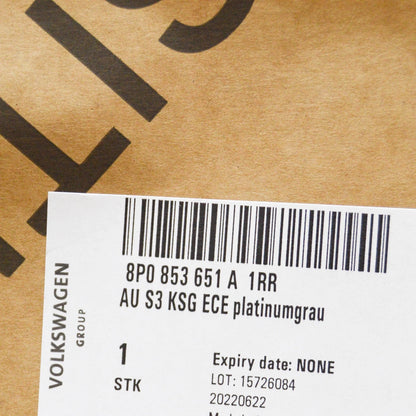 8P0 853 651 A 1RR
AU S3 KSG ECE platinumgrau
VOLKSWAGEN
GROUP
1
STK
Expiry date: NONE
LOT: 15726084
20220622